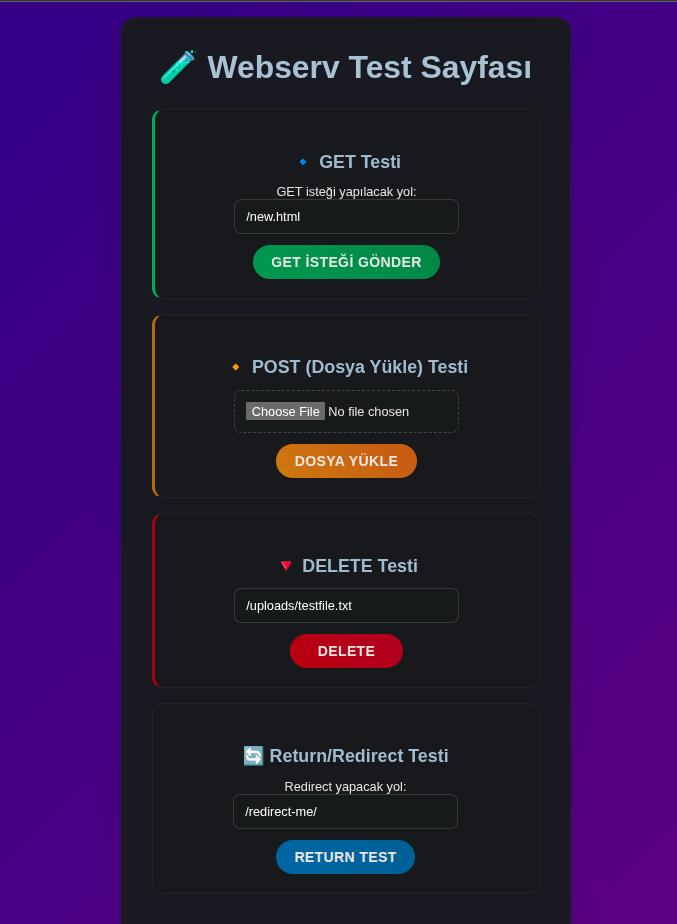 Webserv Test Sayfası
GET Testi
GET isteği yapılacak yol:
/new.html
GET İSTEĞİ GÖNDER
POST (Dosya Yükle) Testi
Choose File No file chosen
DOSYA YÜKLE
DELETE Testi
/uploads/testfile.txt
DELETE
Return/Redirect Testi
Redirect yapacak yol:
/redirect-me/
RETURN TEST